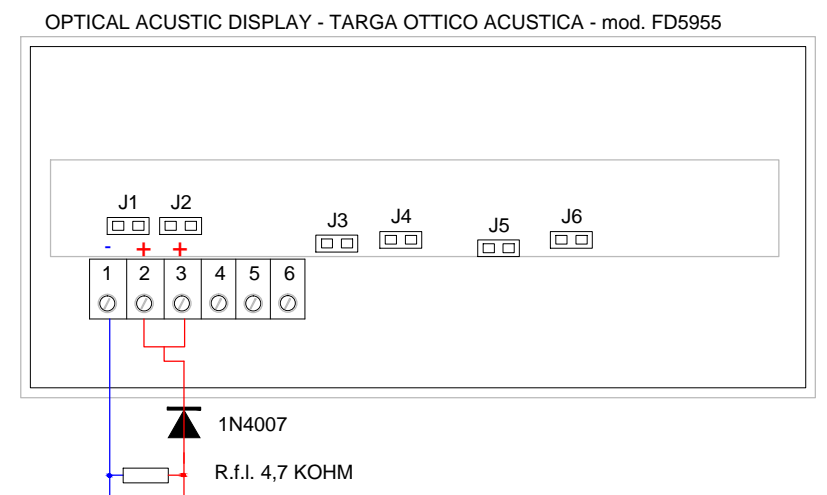 OPTICAL ACUSTIC DISPLAY - TARGA OTTICO ACUSTICA - mod. FD5955
J1 J2 J3 J4 J5 J6
- + +
1 2 3 4 5 6
1N4007
R.f.l. 4,7 KOHM